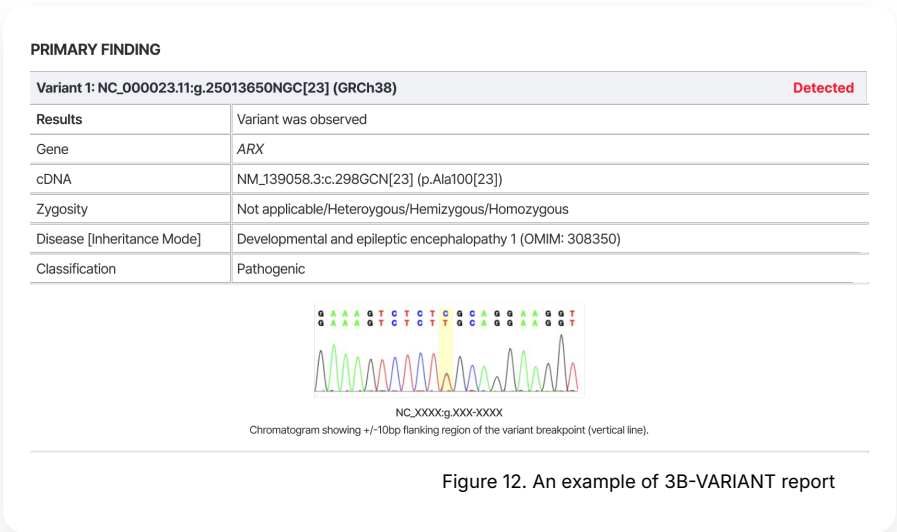 PRIMARY FINDING
Variant 1: NC_000023.11:g.25013650NGC[23] (GRCh38) Detected
Results Variant was observed
Gene ARX
cDNA NM_139058.3:c.298GCN[23] (p.Ala100[23])
Zygosity Not applicable/Heteroygous/Hemizygous/Homozygous
Disease [Inheritance Mode] Developmental and epileptic encephalopathy 1 (OMIM: 308350)
Classification Pathogenic
G A A A G T C T C T C G C A G G A A G G T
G A A A G T C T C T T G C A G G A A G G T
NC_XXXX:g.XXX-XXXX
Chromatogram showing +/-10bp flanking region of the variant breakpoint (vertical line).
Figure 12. An example of 3B-VARIANT report